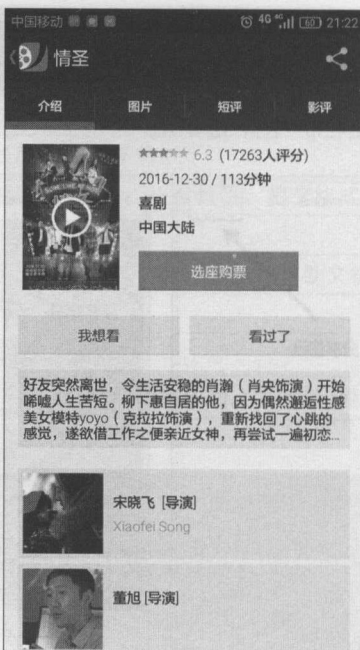 中国移动 4G 4G 60 21:22
情圣
介绍 图片 短评 影评
6.3 (17263人评分)
2016-12-30 / 113分钟
喜剧
中国大陆
选座购票
我想看 看过了
好友突然离世，令生活安稳的肖瀚（肖央饰演）开始
唏嘘人生苦短。柳下惠自居的他，因为偶然邂逅性感
美女模特yoyo（克拉拉饰演），重新找回了心跳的
感觉，遂欲借工作之便亲近女神，再尝试一遍初恋...
宋晓飞 [导演]
Xiaofei Song
董旭 [导演]